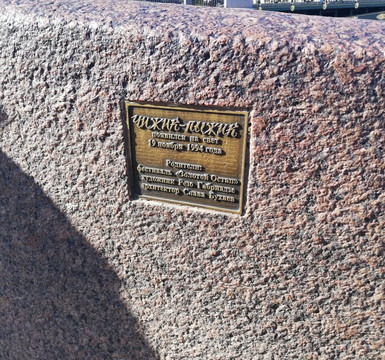 ЧИЖИК-ПЫЖИК
появился на свет
19 ноября 1994 года
Родители:
фестиваль «Золотой Остап»
художник Резо Габриадзе
архитектор Слава Бухаев